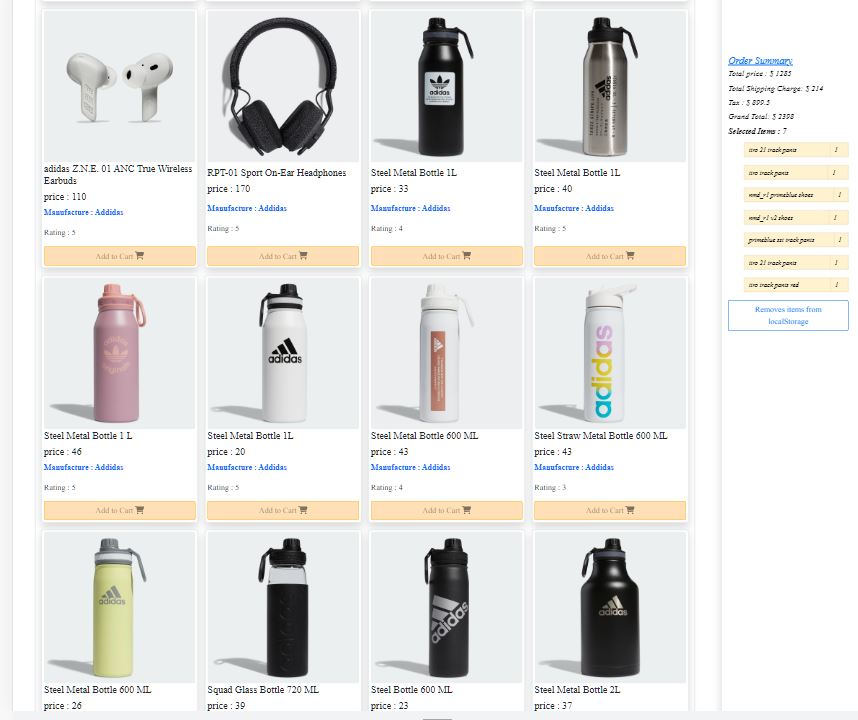 adidas Z.N.E. 01 ANC True Wireless
Earbuds
price : 110
Manufacture : Addidas
Rating : 5
Add to Cart
RPT-01 Sport On-Ear Headphones
price : 170
Manufacture : Addidas
Rating : 5
Add to Cart
adidas
Steel Metal Bottle 1L
price : 33
Manufacture : Addidas
Rating : 4
Add to Cart
adidas
Steel Metal Bottle 1L
price : 40
Manufacture : Addidas
Rating : 5
Add to Cart
adidas
originals
Steel Metal Bottle 1 L
price : 46
Manufacture : Addidas
Rating : 5
Add to Cart
adidas
Steel Metal Bottle 1L
price : 20
Manufacture : Addidas
Rating : 5
Add to Cart
Steel Metal Bottle 600 ML
price : 43
Manufacture : Addidas
Rating : 4
Add to Cart
adidas
Steel Straw Metal Bottle 600 ML
price : 43
Manufacture : Addidas
Rating : 3
Add to Cart
adidas
Steel Metal Bottle 600 ML
price : 26
adidas
Squad Glass Bottle 720 ML
price : 39
adidas
Steel Bottle 600 ML
price : 23
adidas
Steel Metal Bottle 2L
price : 37
Order Summary
Total price : $ 1285
Total Shipping Charge: $ 214
Tax : $ 899.5
Grand Total: $ 2398
Selected Items : 7
tiro 21 track pants 1
tiro track pants 1
nmd_r1 primeblue shoes 1
nmd_r1 v2 shoes 1
primeblue sst track pants 1
tiro 21 track pants 1
tiro track pants red 1
Removes items from
localStorage